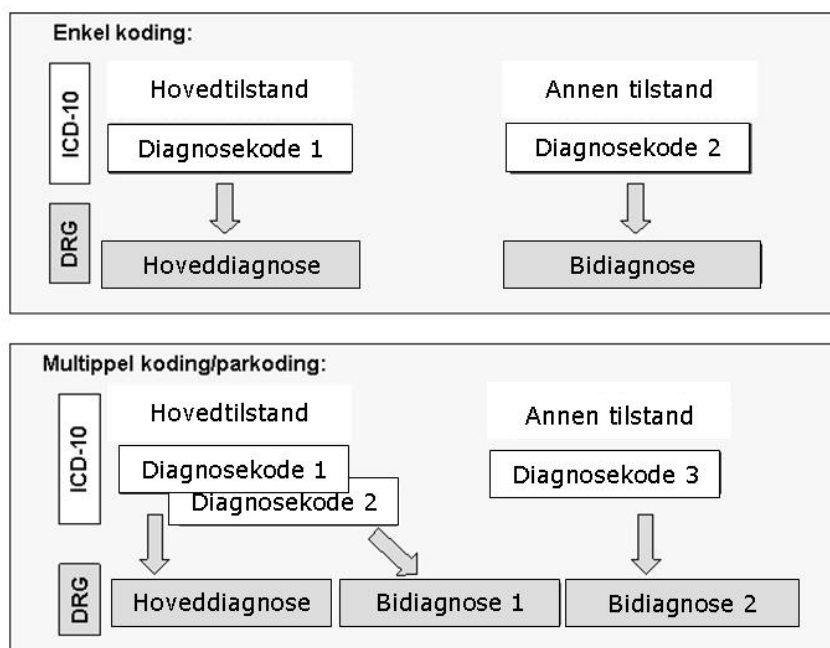 Enkel koding:
ICD-10
Hovedtilstand
Annen tilstand
Diagnosekode 1
Diagnosekode 2
DRG
Hoveddiagnose
Bidiagnose
Multippel koding/parkoding:
ICD-10
Hovedtilstand
Annen tilstand
Diagnosekode 1
Diagnosekode 2
Diagnosekode 3
DRG
Hoveddiagnose
Bidiagnose 1
Bidiagnose 2